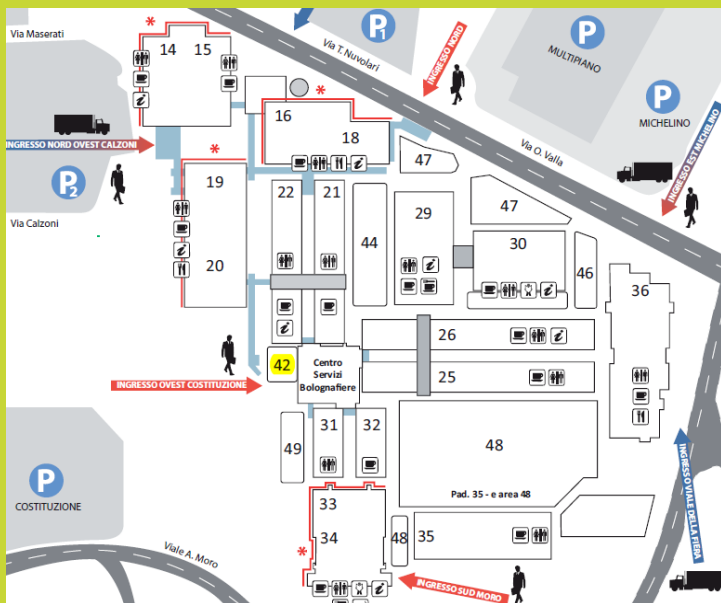 Via Maserati
*
14
15
P1
Via T. Nuvolari
INGRESSO NORD
P
MULTIPIANO
P
MICHELINO
*
16
18
47
Via O. Valla
INGRESSO EST MICHELINO
INGRESSO NORD OVEST CALZONI
P2
Via Calzoni
*
19
20
22
21
44
29
47
30
46
36
26
25
INGRESSO OVEST COSTITUZIONE
42
Centro
Servizi
Bolognafiere
31
32
49
48
Pad. 35 - e area 48
P
COSTITUZIONE
33
34
*
48
35
INGRESSO VIALE DELLA FIERA
Viale A. Moro
INGRESSO SUD MORO